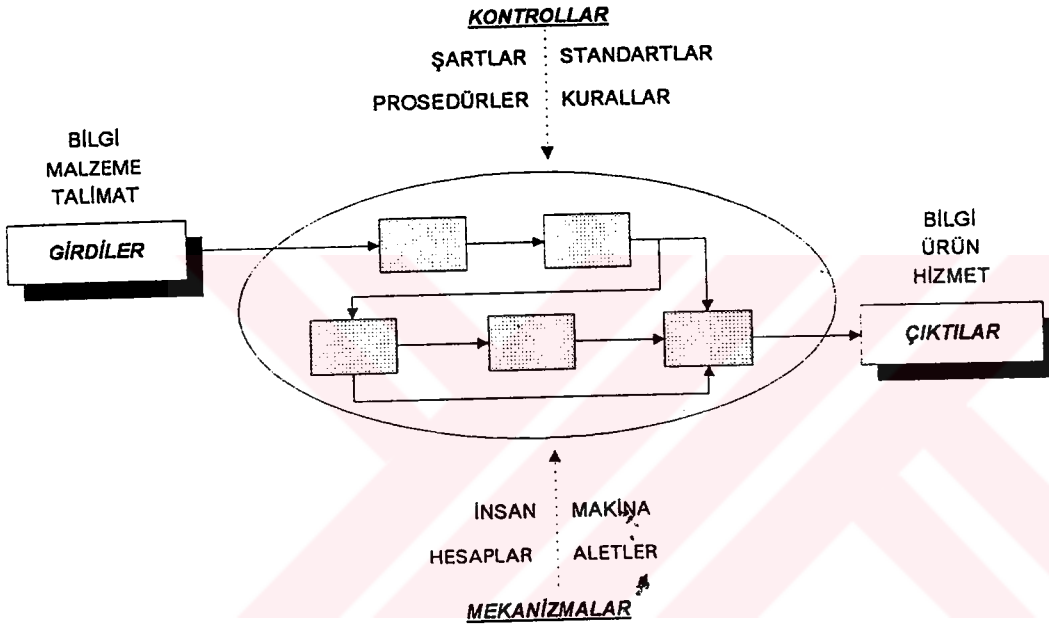 KONTROLLAR
ŞARTLAR STANDARTLAR
PROSEDÜRLER KURALLAR
BİLGİ
MALZEME
TALİMAT
GİRDİLER
BİLGİ
ÜRÜN
HİZMET
ÇIKTILAR
İNSAN MAKİNA
HESAPLAR ALETLER
MEKANİZMALAR